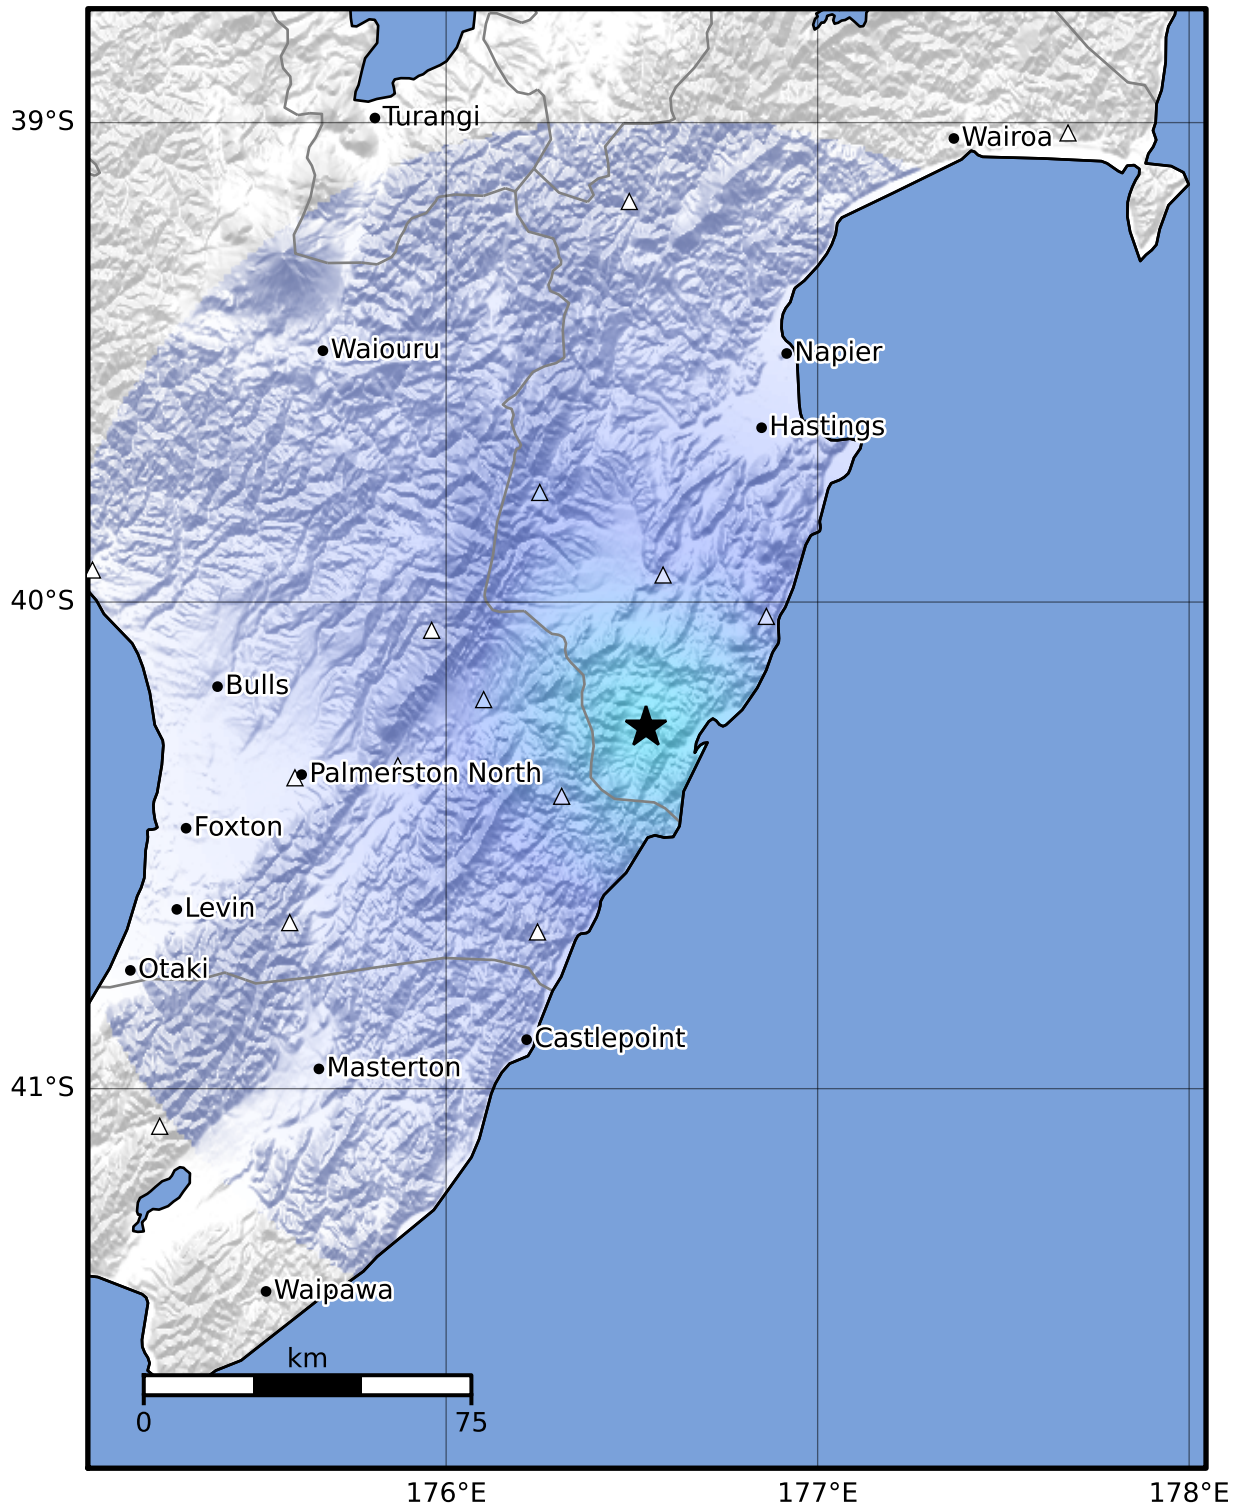 Turangi
39°S
Wairoa
Waiouru
Napier
Hastings
40°S
Bulls
Palmerston North
Foxton
Levin
Otaki
Castlepoint
Masterton
41°S
Waipawa
km
0 75
176°E 177°E 178°E